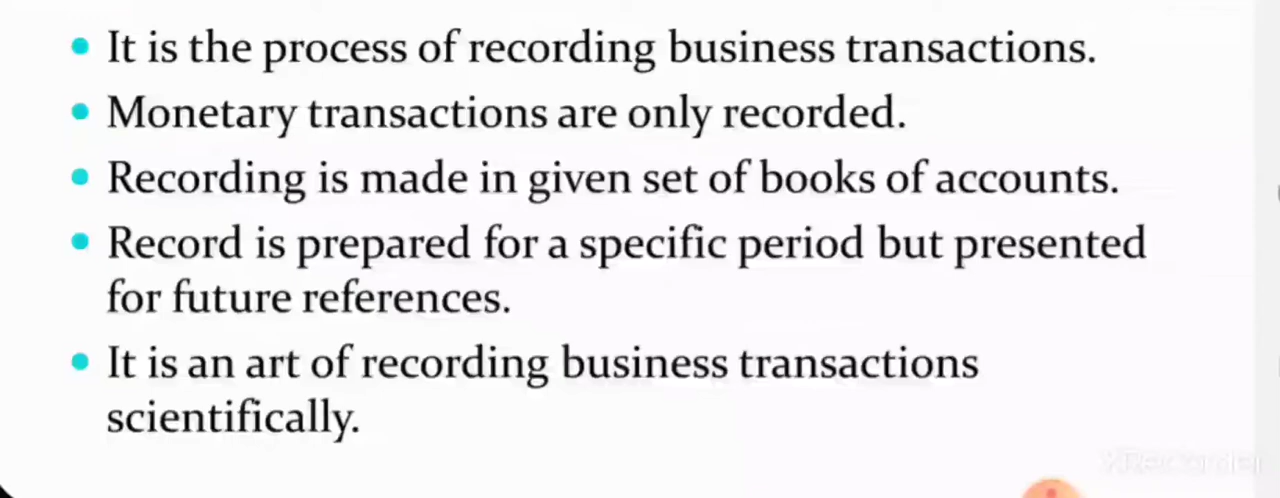 • It is the process of recording business transactions.
• Monetary transactions are only recorded.
• Recording is made in given set of books of accounts.
• Record is prepared for a specific period but presented
for future references.
• It is an art of recording business transactions
scientifically.